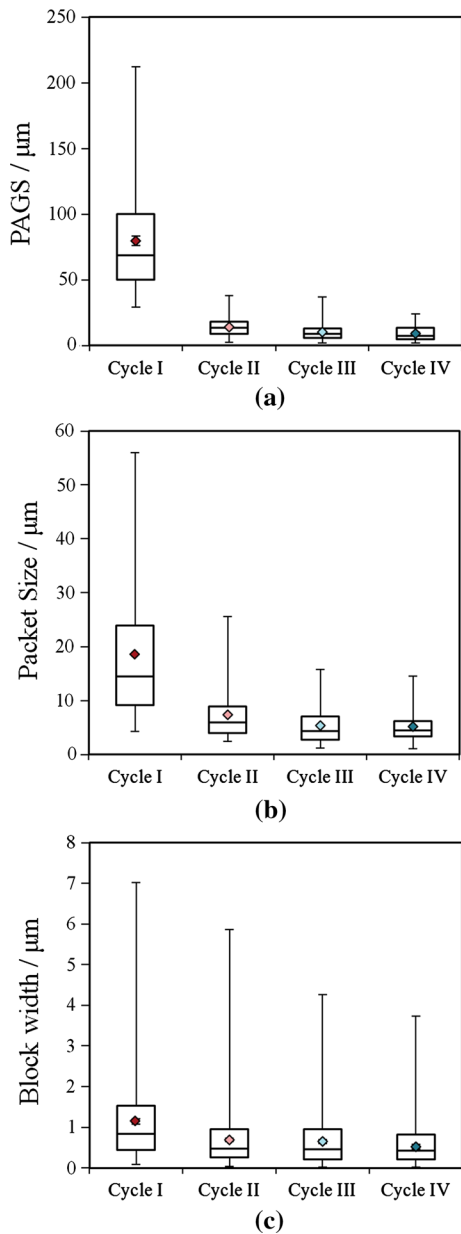 250
200
150
100
50
0
PAGS / μm
Cycle I Cycle II Cycle III Cycle IV
(a)
60
50
40
30
20
10
0
Packet Size / μm
Cycle I Cycle II Cycle III Cycle IV
(b)
8
7
6
5
4
3
2
1
0
Block width / μm
Cycle I Cycle II Cycle III Cycle IV
(c)